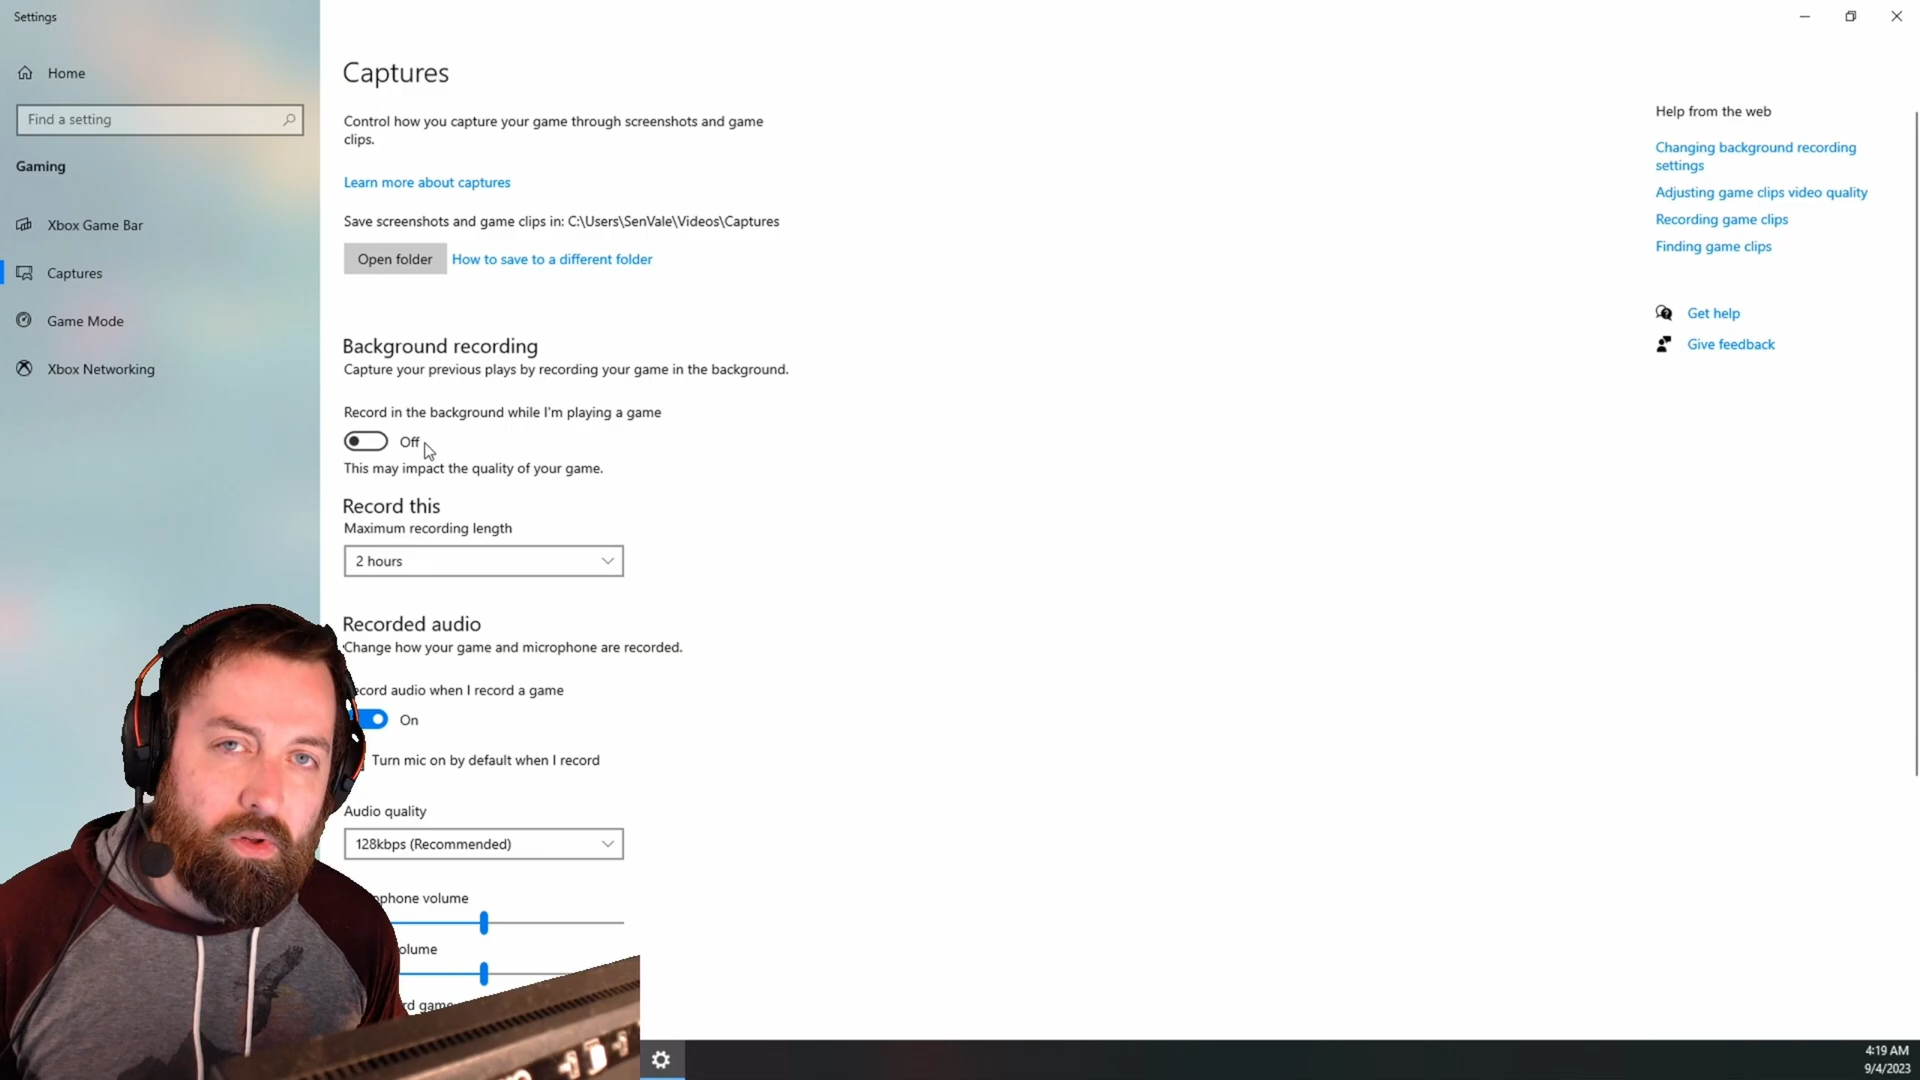 Settings
Home
Find a setting
Gaming
Xbox Game Bar
Captures
Game Mode
Xbox Networking
Captures
Control how you capture your game through screenshots and game
clips.
Learn more about captures
Save screenshots and game clips in: C:\Users\SenVale\Videos\Captures
Open folder
How to save to a different folder
Background recording
Capture your previous plays by recording your game in the background.
Record in the background while I'm playing a game
Off
This may impact the quality of your game.
Record this
Maximum recording length
2 hours
Recorded audio
Change how your game and microphone are recorded.
ecord audio when I record a game
On
Turn mic on by default when I record
Audio quality
128kbps (Recommended)
ophone volume
olume
rd game
Help from the web
Changing background recording
settings
Adjusting game clips video quality
Recording game clips
Finding game clips
Get help
Give feedback
4:19 AM
9/4/2023